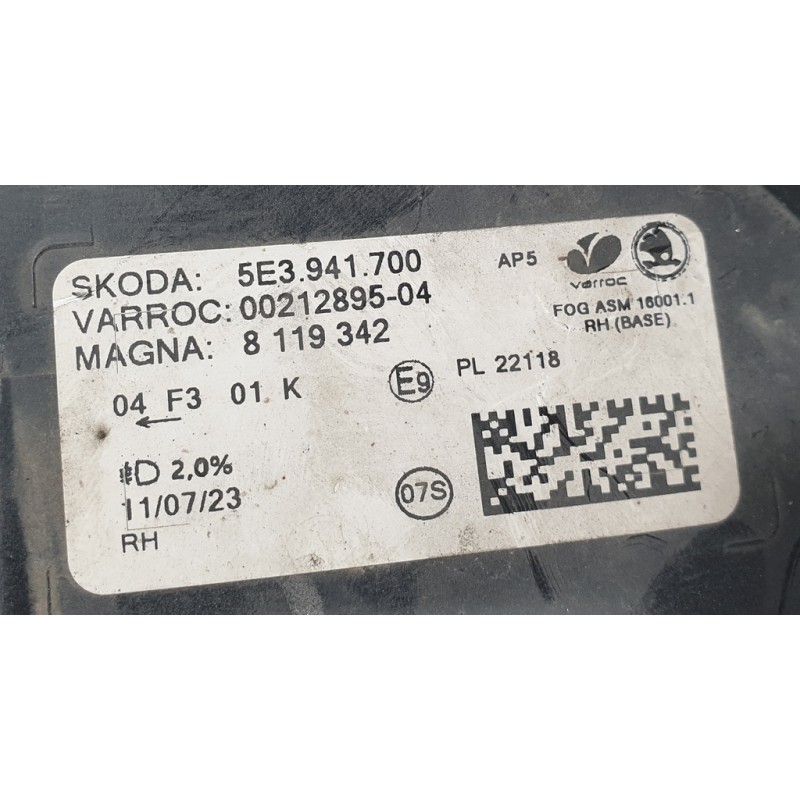 SKODA: 5E3.941.700
AP5
varroc
VARROC: 00212895-04
FOG ASM 16001.1
RH (BASE)
MAGNA: 8 119 342
04 F3 01 K
E9
PL 22118
2,0%
11/07/23
07S
RH